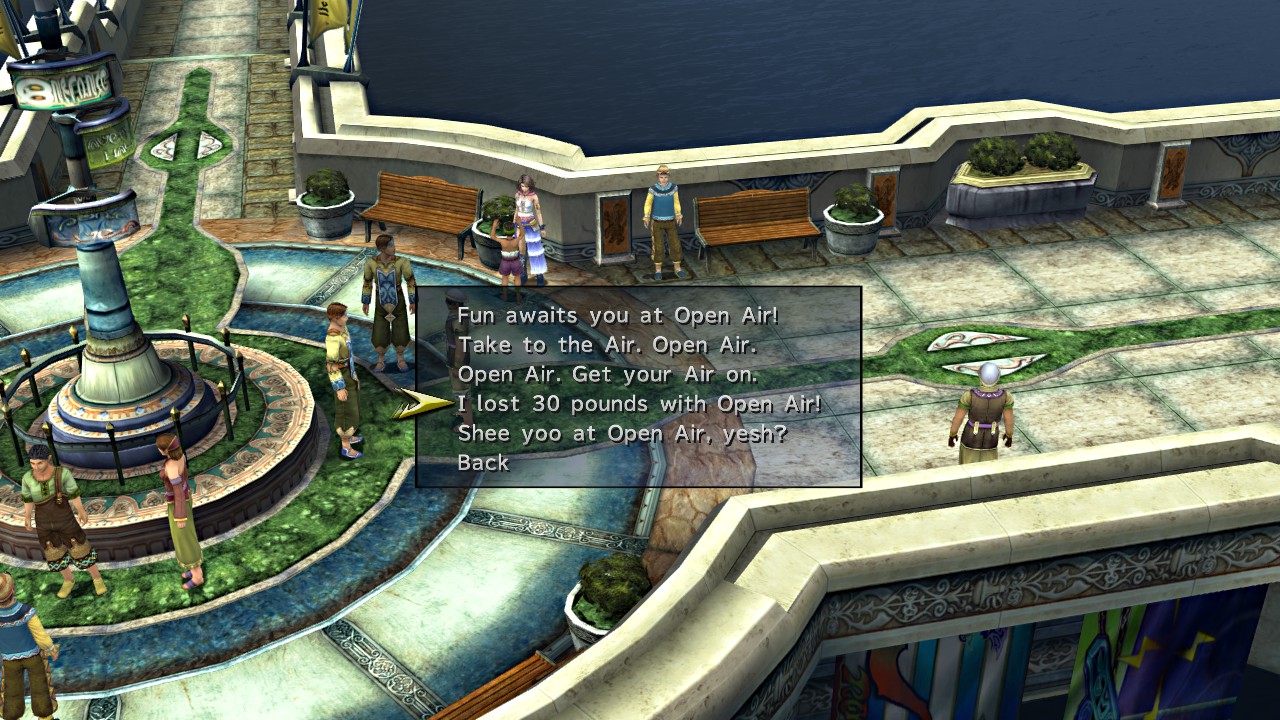 Fun awaits you at Open Air!
Take to the Air. Open Air.
Open Air. Get your Air on.
I lost 30 pounds with Open Air!
Shee yoo at Open Air, yesh?
Back